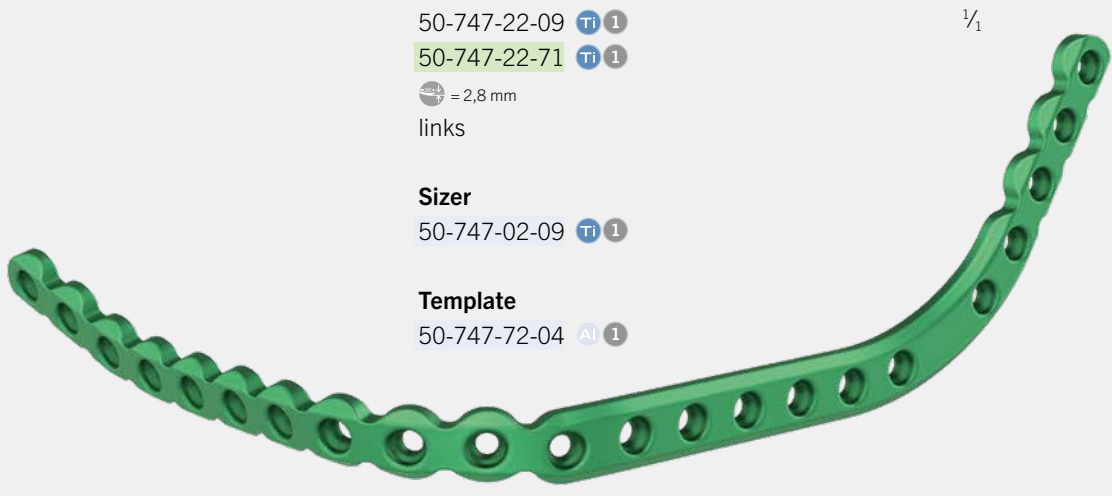 50-747-22-09 Ti 1
1/1
50-747-22-71 Ti 1
= 2,8 mm
links
Sizer
50-747-02-09 Ti 1
Template
50-747-72-04 Al 1